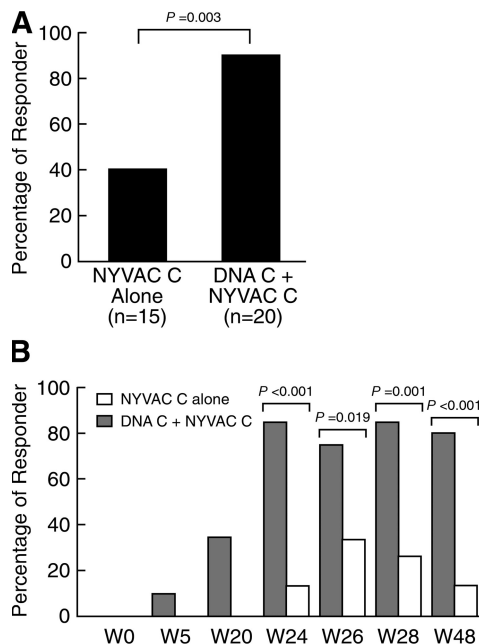 A
P =0.003
Percentage of Responder
100
80
60
40
20
0
NYVAC C
Alone
(n=15)
DNA C +
NYVAC C
(n=20)
B
Percentage of Responder
100
80
60
40
20
0
NYVAC C alone
DNA C + NYVAC C
P <0.001
P =0.019
P =0.001
P <0.001
W0 W5 W20 W24 W26 W28 W48